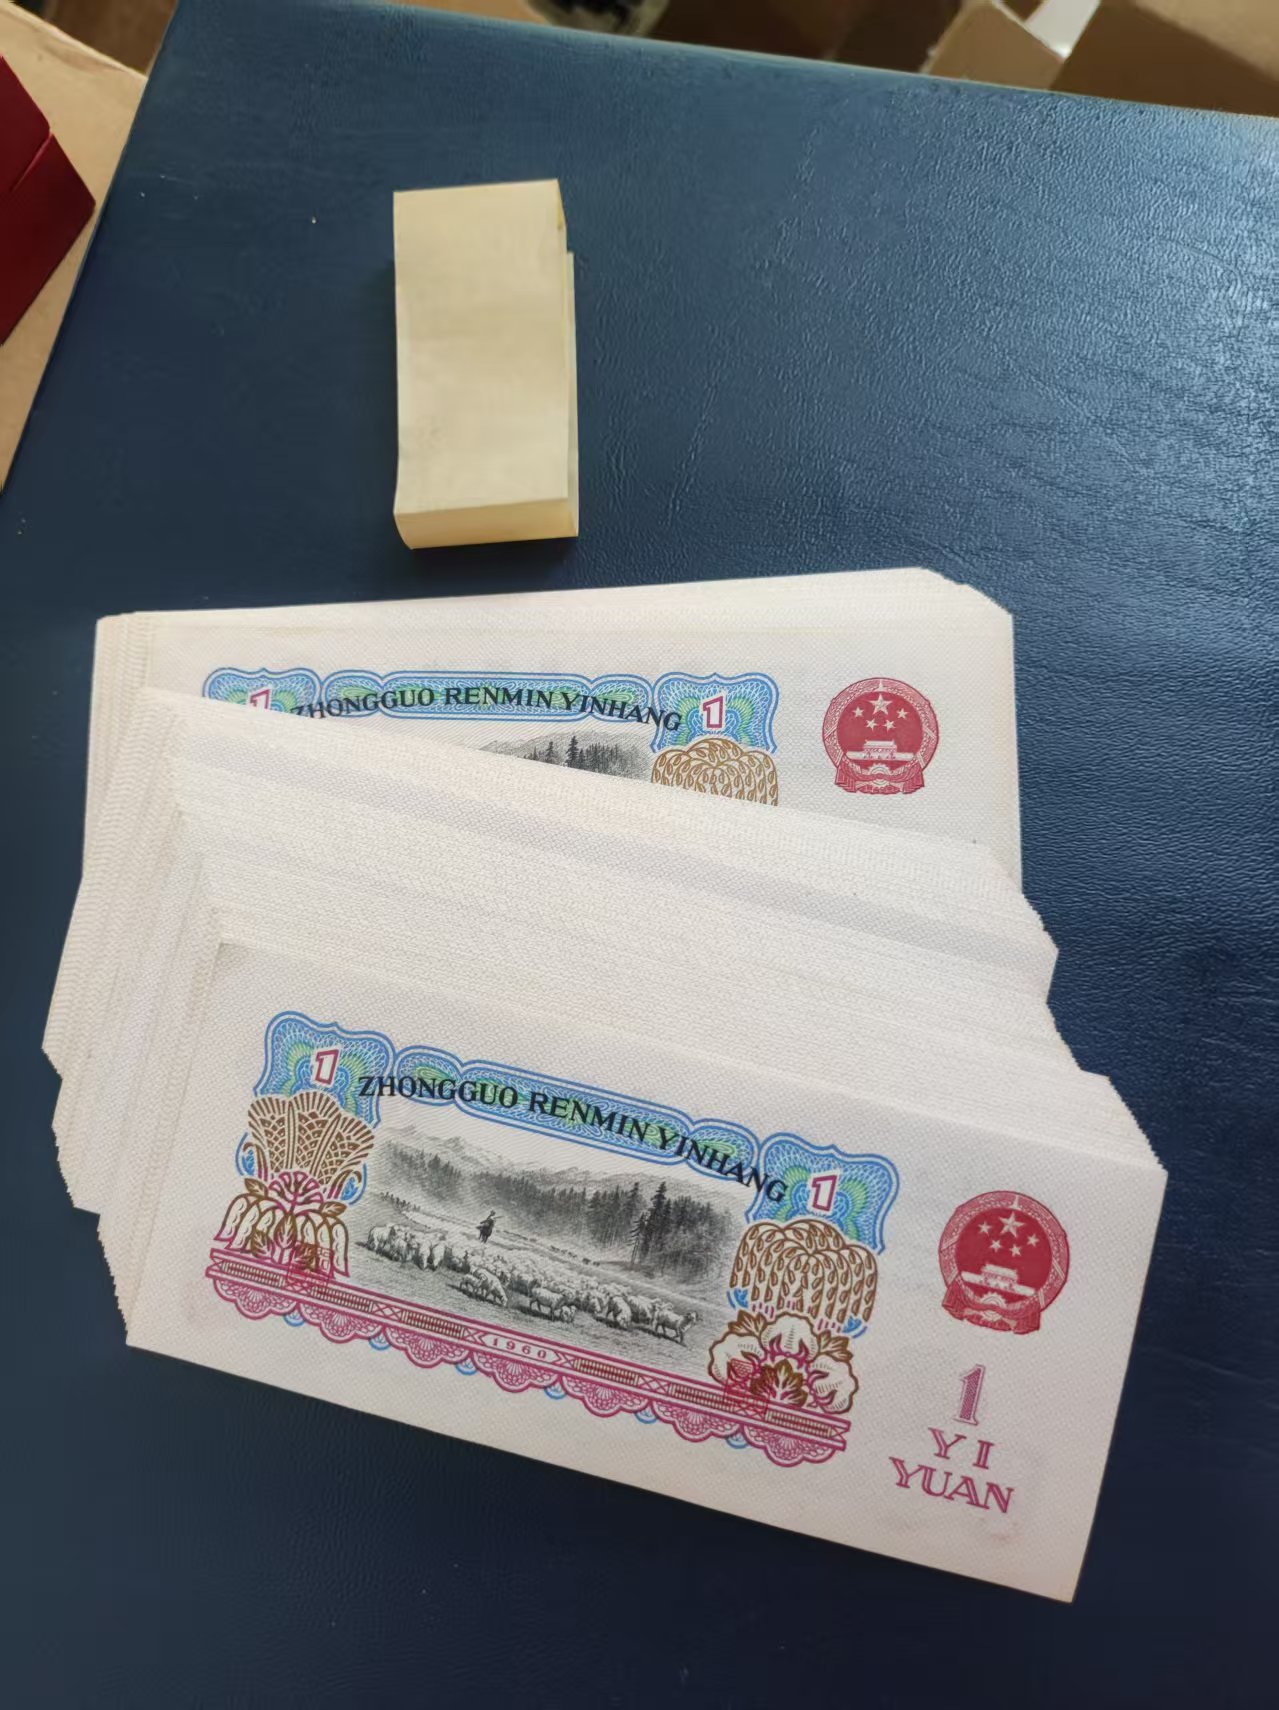 1 ZHONGGUO RENMIN YINHANG 1
1 ZHONGGUO RENMIN YINHANG 1
1960
1
YI
YUAN